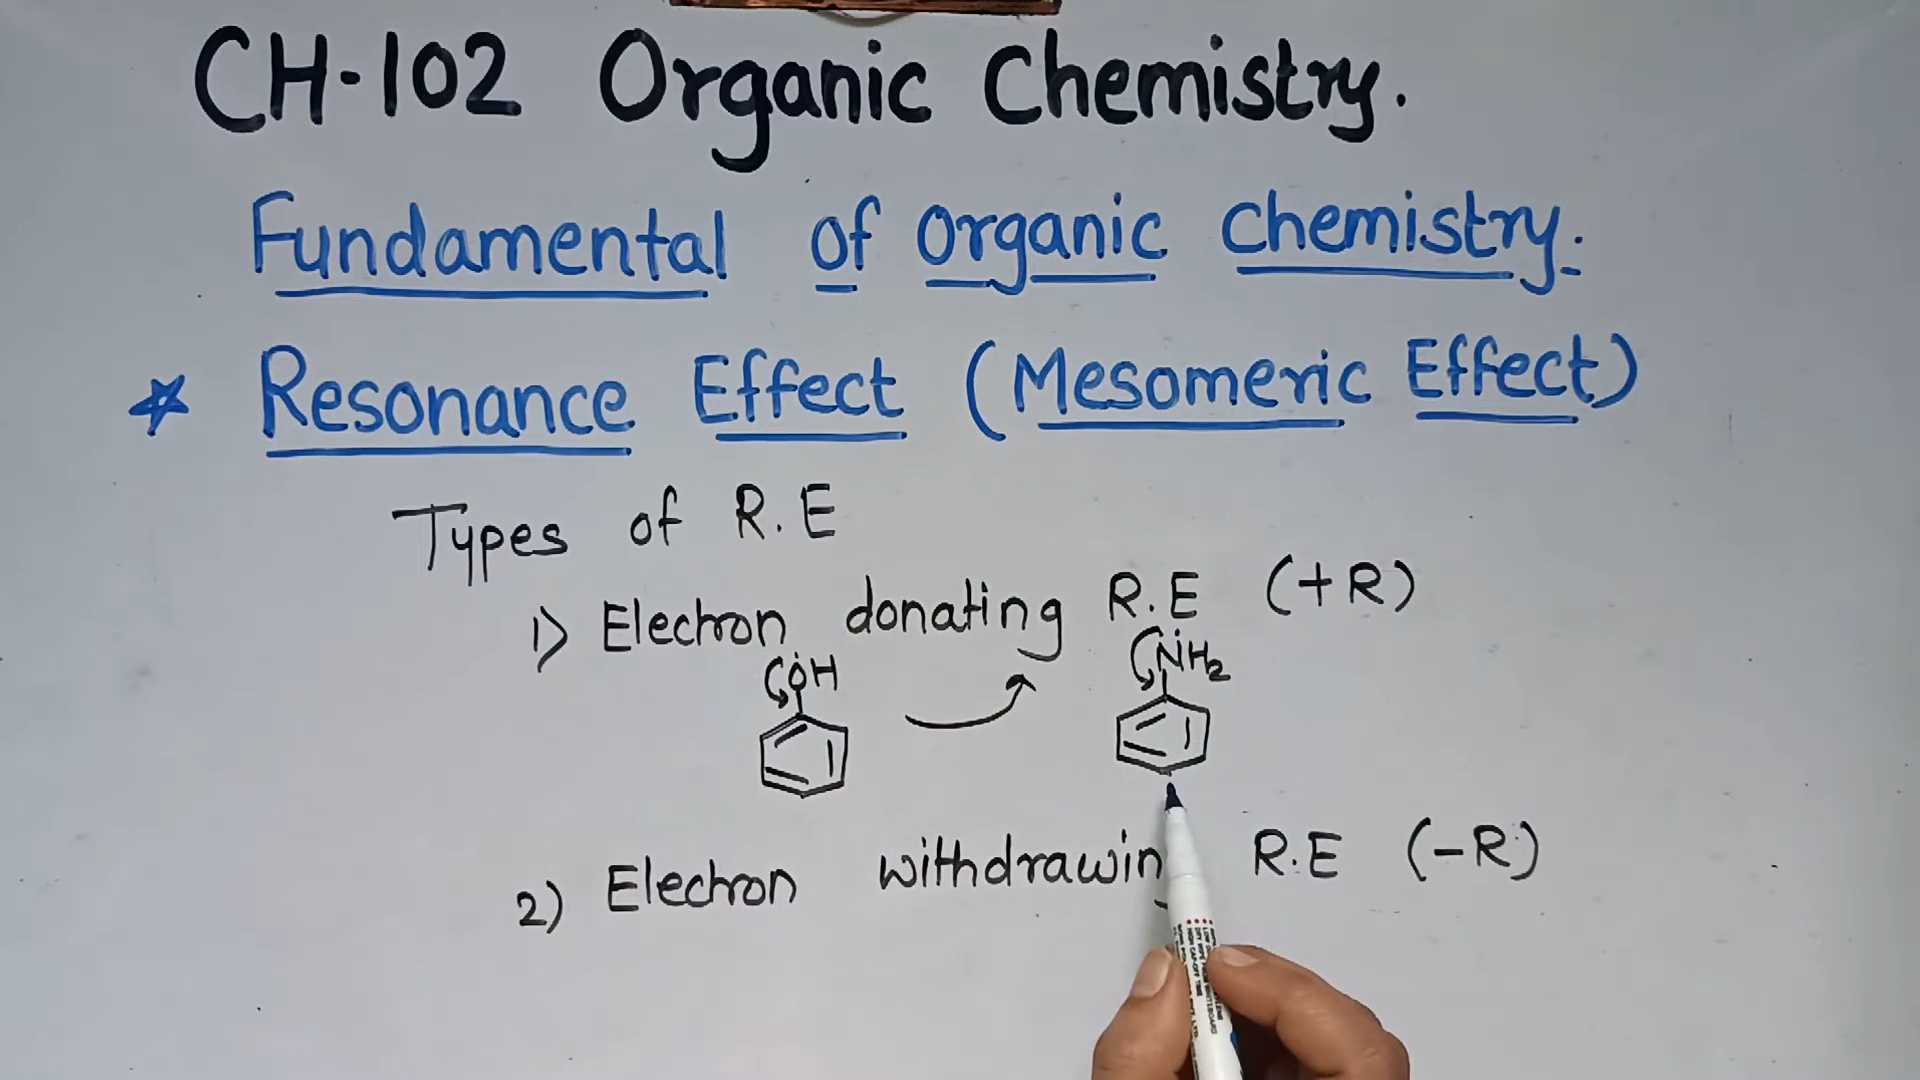 CH-102 Organic Chemistry.
Fundamental of organic chemistry.
* Resonance Effect (Mesomeric Effect)
Types of R.E
1) Electron donating R.E (+R)
OH NH2
2) Electron withdrawing R.E (-R)